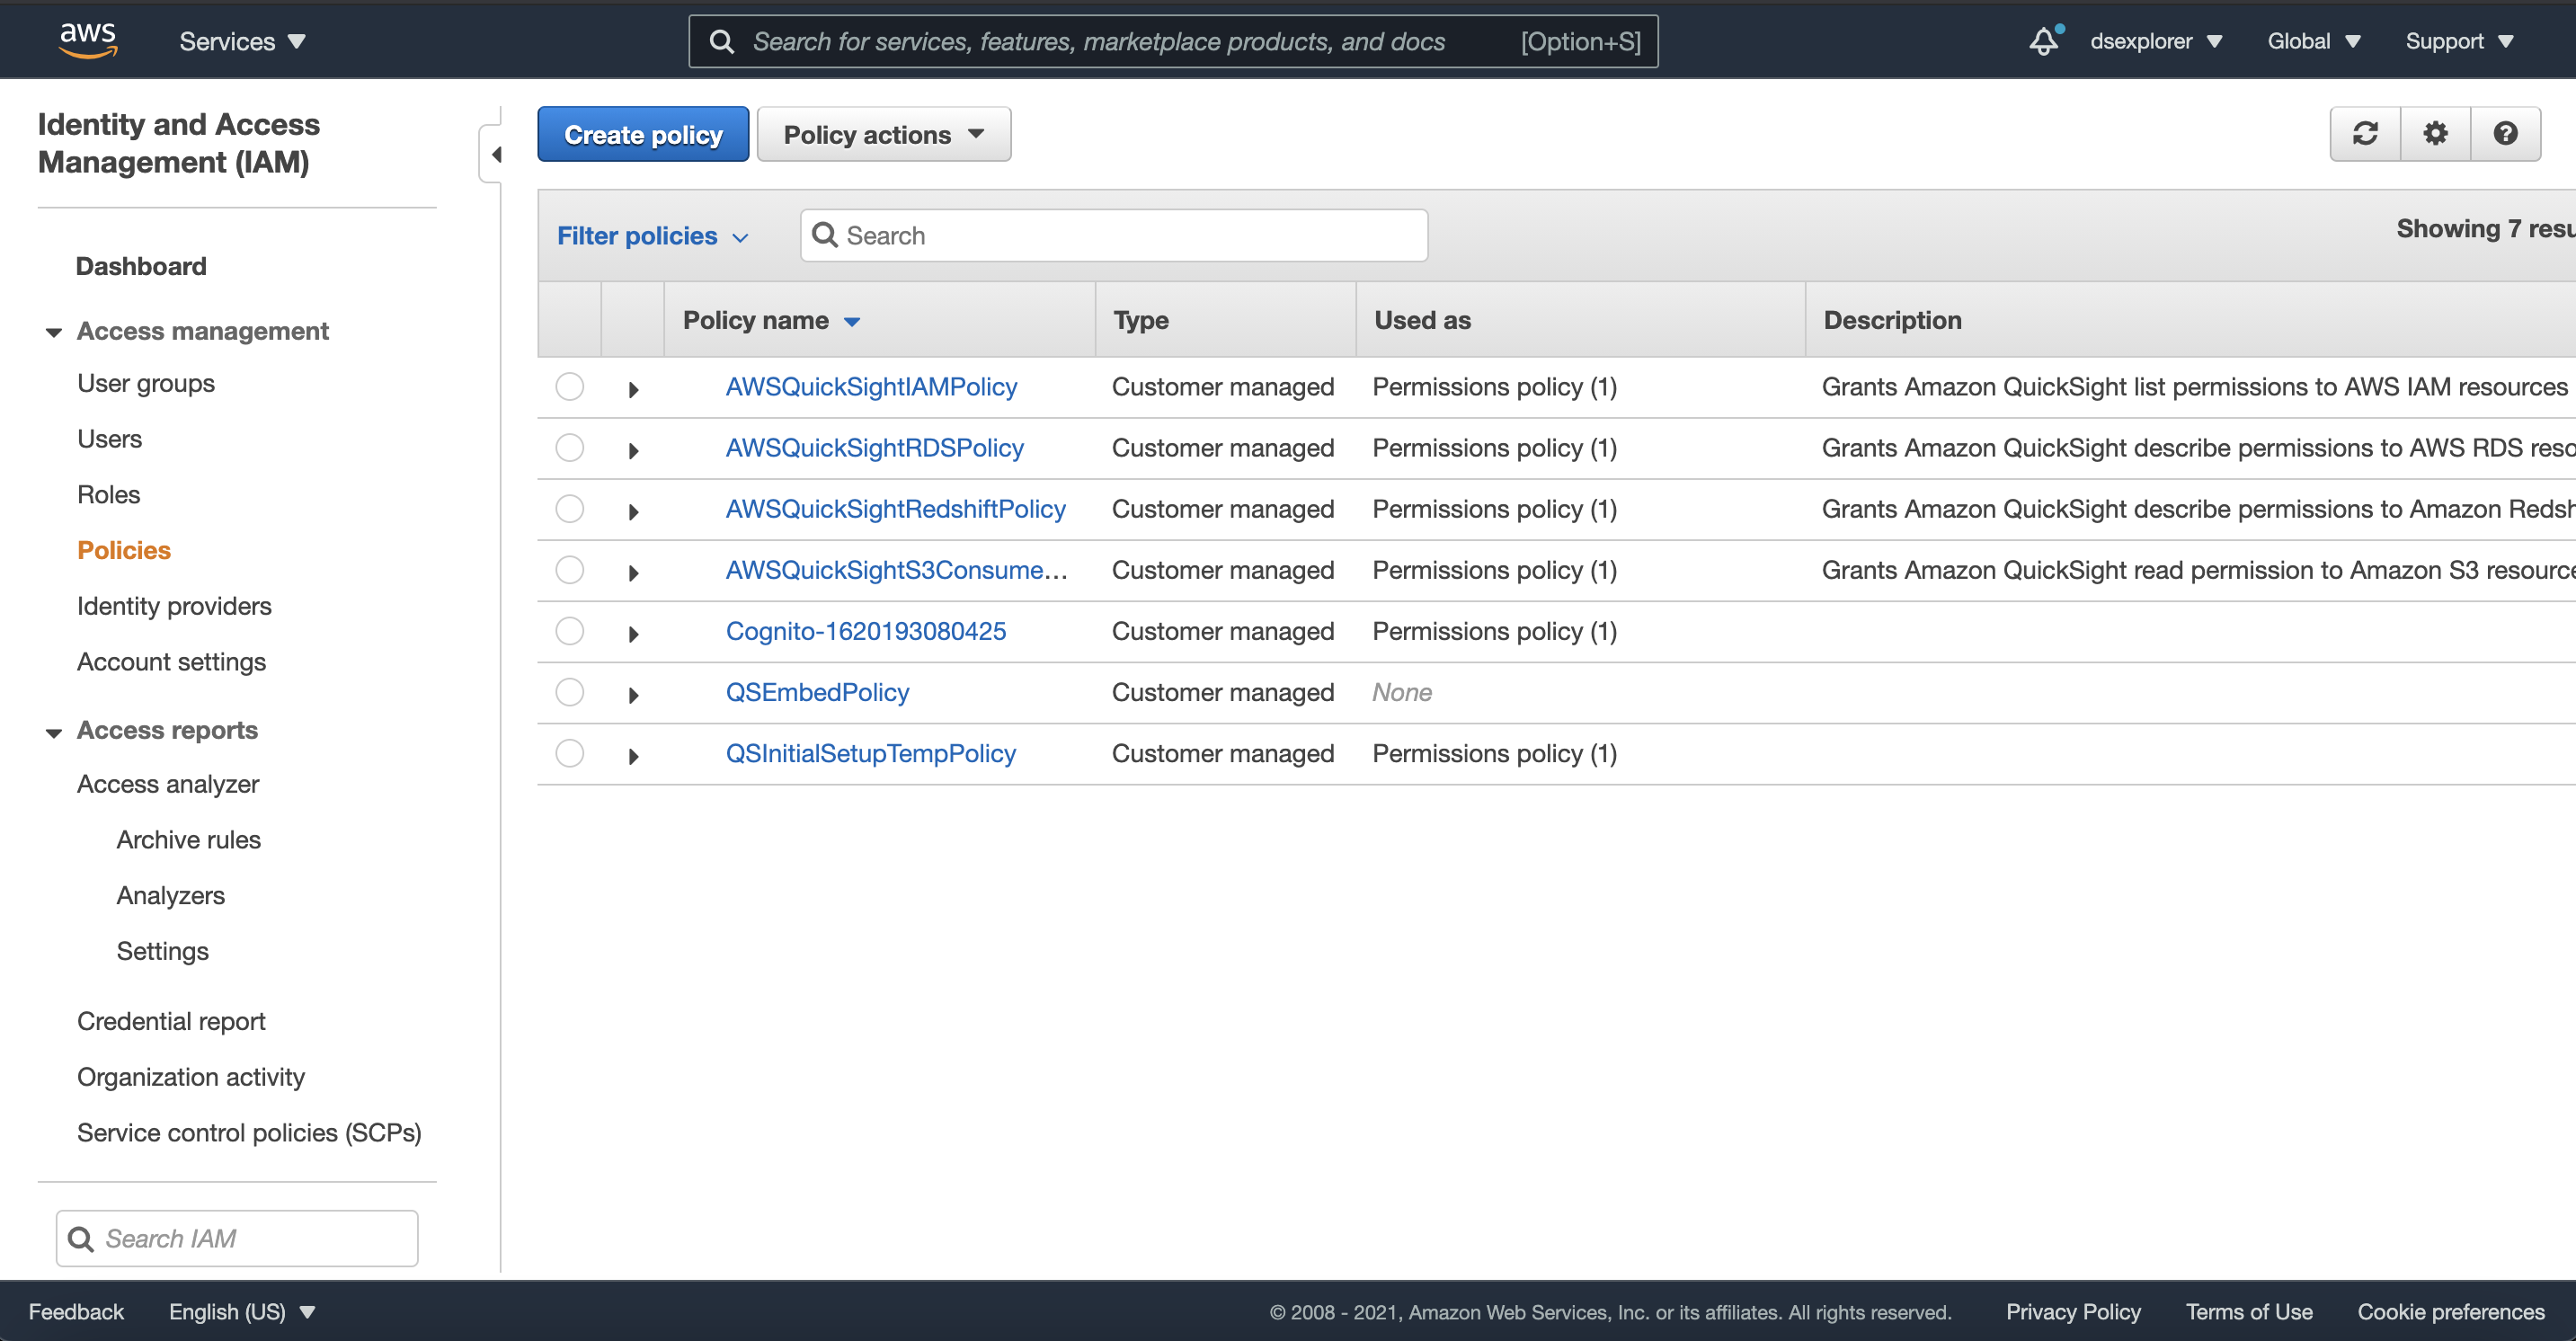 aws
Services
Search for services, features, marketplace products, and docs [Option+S]
dsexplorer
Global
Support
Identity and Access
Management (IAM)
Dashboard
Access management
User groups
Users
Roles
Policies
Identity providers
Account settings
Access reports
Access analyzer
Archive rules
Analyzers
Settings
Credential report
Organization activity
Service control policies (SCPs)
Search IAM
Create policy
Policy actions
Filter policies
Search
Showing 7 resu
Policy name Type Used as Description
AWSQuickSightIAMPolicy Customer managed Permissions policy (1) Grants Amazon QuickSight list permissions to AWS IAM resources
AWSQuickSightRDSPolicy Customer managed Permissions policy (1) Grants Amazon QuickSight describe permissions to AWS RDS reso
AWSQuickSightRedshiftPolicy Customer managed Permissions policy (1) Grants Amazon QuickSight describe permissions to Amazon Redsh
AWSQuickSightS3Consume... Customer managed Permissions policy (1) Grants Amazon QuickSight read permission to Amazon S3 resource
Cognito-1620193080425 Customer managed Permissions policy (1)
QSEmbedPolicy Customer managed None
QSInitialSetupTempPolicy Customer managed Permissions policy (1)
Feedback
English (US)
© 2008 - 2021, Amazon Web Services, Inc. or its affiliates. All rights reserved.
Privacy Policy
Terms of Use
Cookie preferences